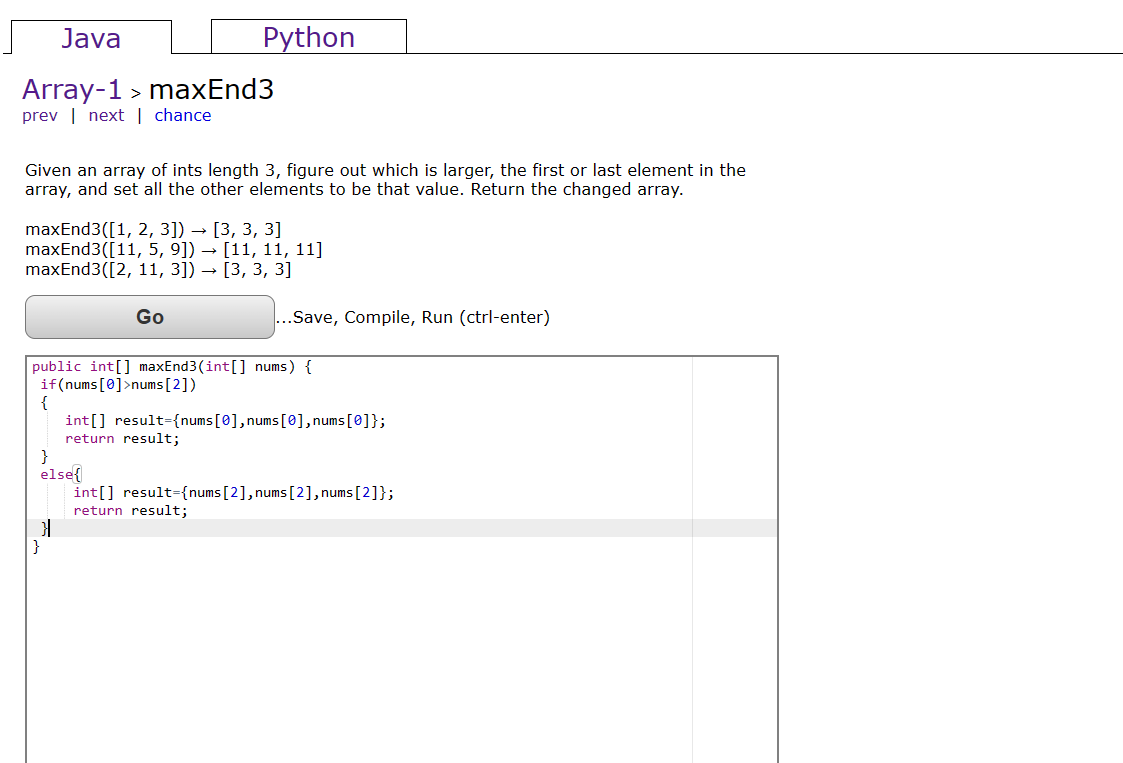 Java Python
Array-1 > maxEnd3
prev | next | chance
Given an array of ints length 3, figure out which is larger, the first or last element in the
array, and set all the other elements to be that value. Return the changed array.
maxEnd3([1, 2, 3]) → [3, 3, 3]
maxEnd3([11, 5, 9]) → [11, 11, 11]
maxEnd3([2, 11, 3]) → [3, 3, 3]
Go ...Save, Compile, Run (ctrl-enter)
public int[] maxEnd3(int[] nums) {
 if(nums[0]>nums[2])
 {
    int[] result={nums[0],nums[0],nums[0]};
    return result;
 }
 else{
     int[] result={nums[2],nums[2],nums[2]};
     return result;
 }
}